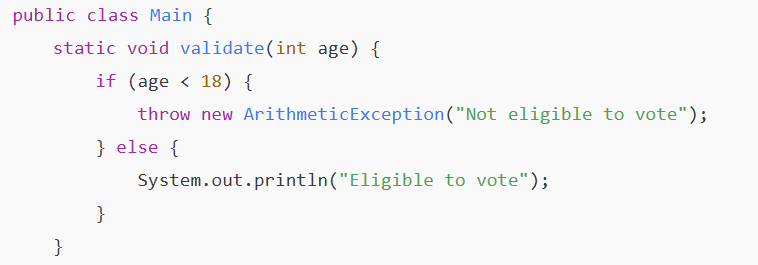 public class Main {
    static void validate(int age) {
        if (age < 18) {
            throw new ArithmeticException("Not eligible to vote");
        } else {
            System.out.println("Eligible to vote");
        }
    }